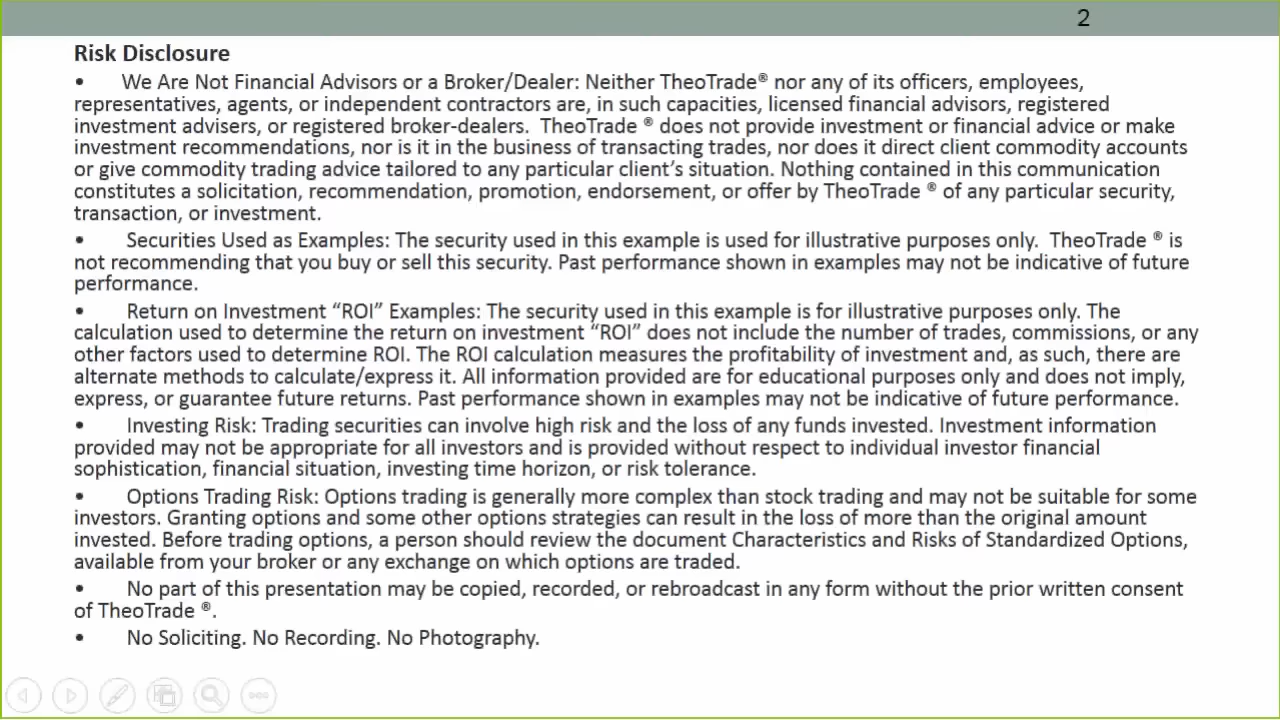 2
Risk Disclosure
• We Are Not Financial Advisors or a Broker/Dealer: Neither TheoTrade® nor any of its officers, employees,
representatives, agents, or independent contractors are, in such capacities, licensed financial advisors, registered
investment advisers, or registered broker-dealers. TheoTrade ® does not provide investment or financial advice or make
investment recommendations, nor is it in the business of transacting trades, nor does it direct client commodity accounts
or give commodity trading advice tailored to any particular client’s situation. Nothing contained in this communication
constitutes a solicitation, recommendation, promotion, endorsement, or offer by TheoTrade ® of any particular security,
transaction, or investment.
• Securities Used as Examples: The security used in this example is used for illustrative purposes only. TheoTrade ® is
not recommending that you buy or sell this security. Past performance shown in examples may not be indicative of future
performance.
• Return on Investment “ROI” Examples: The security used in this example is for illustrative purposes only. The
calculation used to determine the return on investment “ROI” does not include the number of trades, commissions, or any
other factors used to determine ROI. The ROI calculation measures the profitability of investment and, as such, there are
alternate methods to calculate/express it. All information provided are for educational purposes only and does not imply,
express, or guarantee future returns. Past performance shown in examples may not be indicative of future performance.
• Investing Risk: Trading securities can involve high risk and the loss of any funds invested. Investment information
provided may not be appropriate for all investors and is provided without respect to individual investor financial
sophistication, financial situation, investing time horizon, or risk tolerance.
• Options Trading Risk: Options trading is generally more complex than stock trading and may not be suitable for some
investors. Granting options and some other options strategies can result in the loss of more than the original amount
invested. Before trading options, a person should review the document Characteristics and Risks of Standardized Options,
available from your broker or any exchange on which options are traded.
• No part of this presentation may be copied, recorded, or rebroadcast in any form without the prior written consent
of TheoTrade ®.
• No Soliciting. No Recording. No Photography.